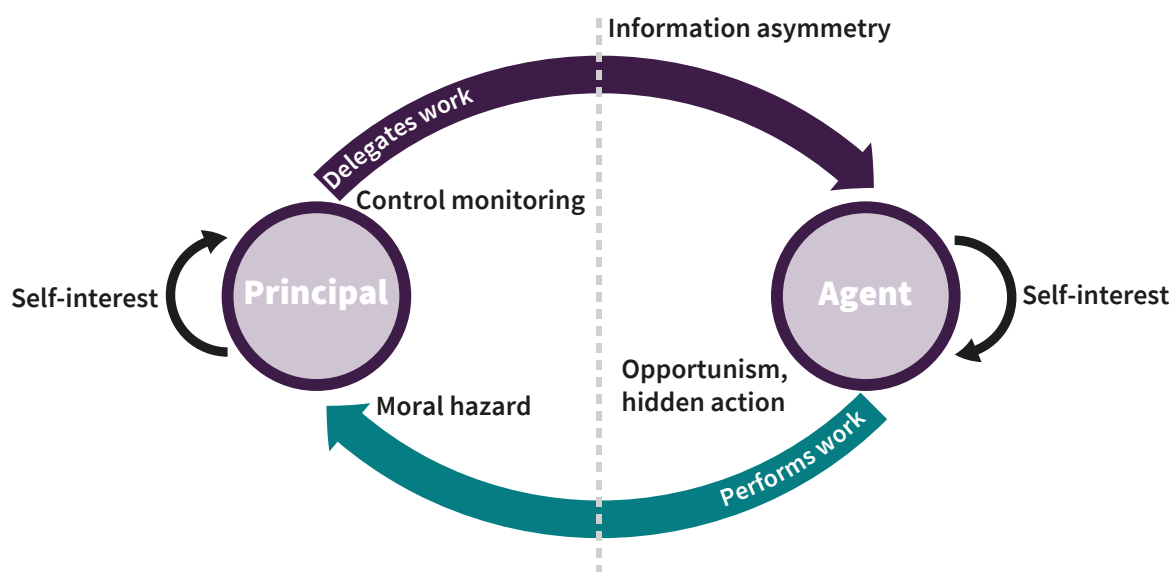 Information asymmetry
Delegates work
Control monitoring
Principal
Agent
Self-interest
Self-interest
Opportunism,
hidden action
Moral hazard
Performs work